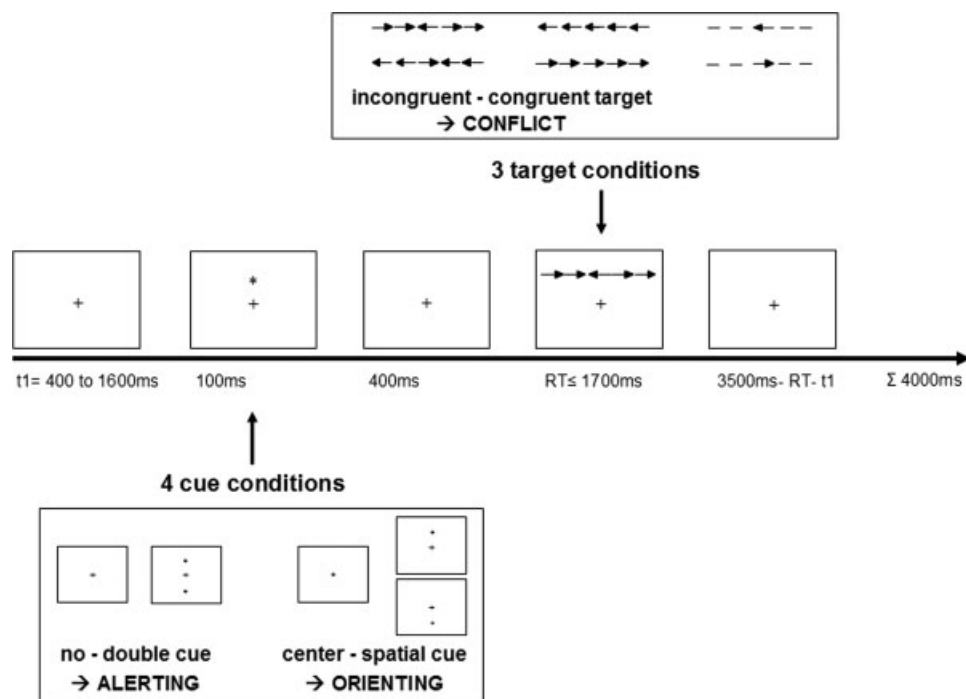 incongruent - congruent target
→ CONFLICT
3 target conditions
t1= 400 to 1600ms 100ms 400ms RT≤ 1700ms 3500ms- RT- t1 Σ 4000ms
4 cue conditions
no - double cue center - spatial cue
→ ALERTING → ORIENTING